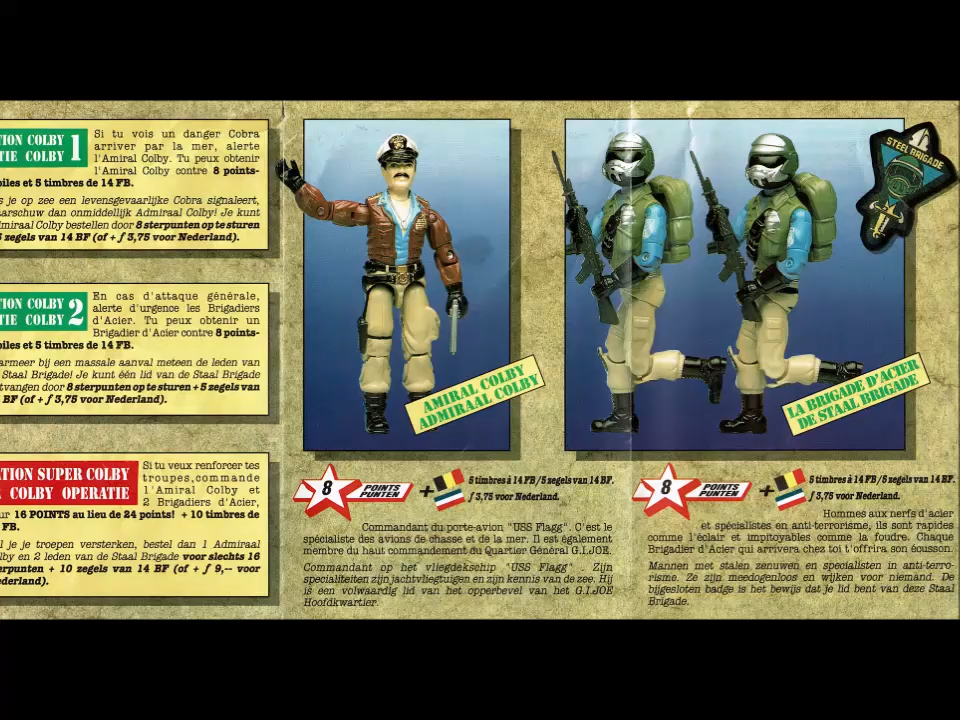 TION COLBY
TIE COLBY 1
Si tu vois un danger Cobra
arriver par la mer, alerte
l'Amiral Colby. Tu peux obtenir
l'Amiral Colby contre 8 points-
oiles et 5 timbres de 14 FB.
s je op zee een levensgevaarlijke Cobra signaleert,
aarschuw dan onmiddellijk Admiraal Colby! Je kunt
dmiraal Colby bestellen door 8 sterpunten op te sturen
5 zegels van 14 BF (of + ƒ 3,75 voor Nederland).
TION COLBY
TIE COLBY 2
En cas d'attaque générale,
alerte d'urgence les Brigadiers
d'Acier. Tu peux obtenir un
Brigadier d'Acier contre 8 points-
oiles et 5 timbres de 14 FB.
armeer bij een massale aanval meteen de leden van
Staal Brigade! Je kunt één lid van de Staal Brigade
tvangen door 8 sterpunten op te sturen + 5 zegels van
BF (of + ƒ 3,75 voor Nederland).
TION SUPER COLBY
COLBY OPERATIE
Si tu veux renforcer tes
troupes, commande
l'Amiral Colby et
2 Brigadiers d'Acier,
ur 16 POINTS au lieu de 24 points! + 10 timbres de
FB.
l je je troepen versterken, bestel dan 1 Admiraal
lby en 2 leden van de Staal Brigade voor slechts 16
erpunten + 10 zegels van 14 BF (of + ƒ 9,-- voor
ederland).
AMIRAL COLBY
ADMIRAAL COLBY
8 POINTS
PUNTEN
+
5 timbres à 14 FB/5 zegels van 14 BF.
ƒ 3,75 voor Nederland.
Commandant du porte-avion "USS Flagg". C'est le
spécialiste des avions de chasse et de la mer. Il est également
membre du haut commandement du Quartier Général G.I.JOE.
Commandant op het vliegdekschip "USS Flagg" . Zijn
specialiteiten zijn jachtvliegtuigen en zijn kennis van de zee. Hij
is een volwaardig lid van het opperbevel van het G.I.JOE
Hoofdkwartier.
STEEL BRIGADE
LA BRIGADE D'ACIER
DE STAAL BRIGADE
8 POINTS
PUNTEN
+
5 timbres à 14 FB/5 zegels van 14 BF.
ƒ 3,75 voor Nederland.
Hommes aux nerfs d'acier
et spécialistes en anti-terrorisme, ils sont rapides
comme l'éclair et impitoyables comme la foudre. Chaque
Brigadier d'Acier qui arrivera chez toi t'offrira son écusson.
Mannen met stalen zenuwen en specialisten in anti-terro-
risme. Ze zijn meedogenloos en wijken voor niemand. De
bijgesloten badge is het bewijs dat je lid bent van deze Staal
Brigade.